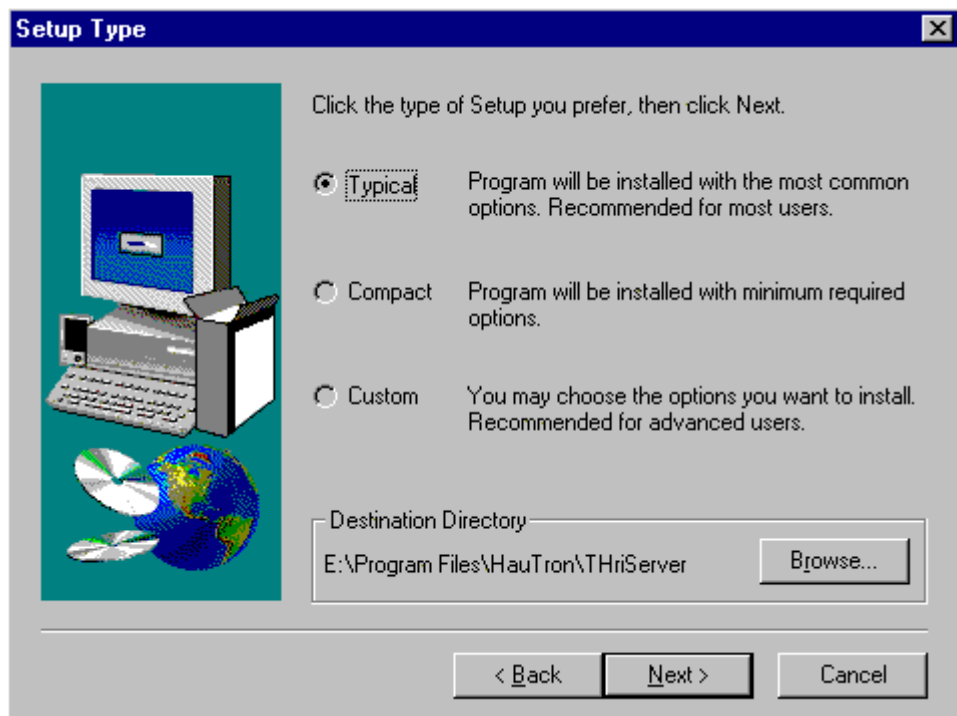 Setup Type
Click the type of Setup you prefer, then click Next.
Typical
Program will be installed with the most common
options. Recommended for most users.
Compact
Program will be installed with minimum required
options.
Custom
You may choose the options you want to install.
Recommended for advanced users.
Destination Directory
E:\Program Files\HauTron\THriServer
Browse...
< Back
Next >
Cancel